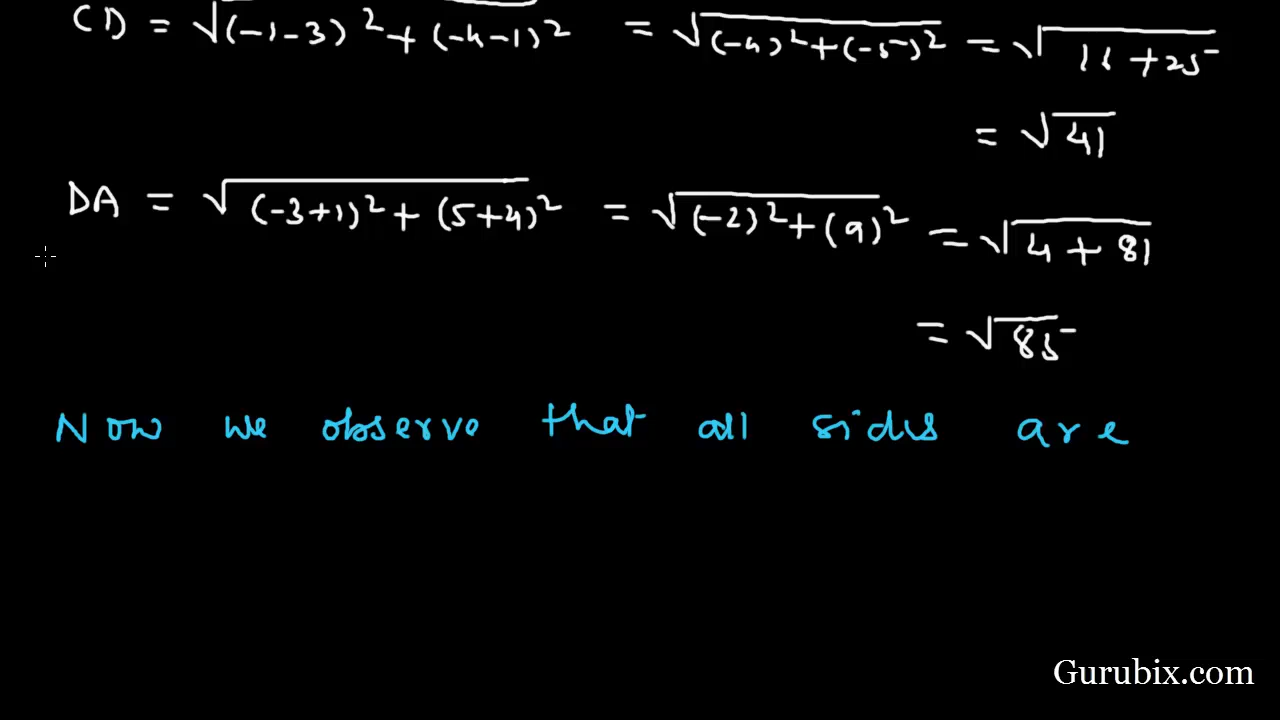 CD = √(-1-3)² + (-4-1)² = √(-4)² + (-5)² = √16 + 25
= √41
DA = √(-3+1)² + (5+4)² = √(-2)² + (9)² = √4 + 81
= √85
Now we observe that all sides are
Gurubix.com